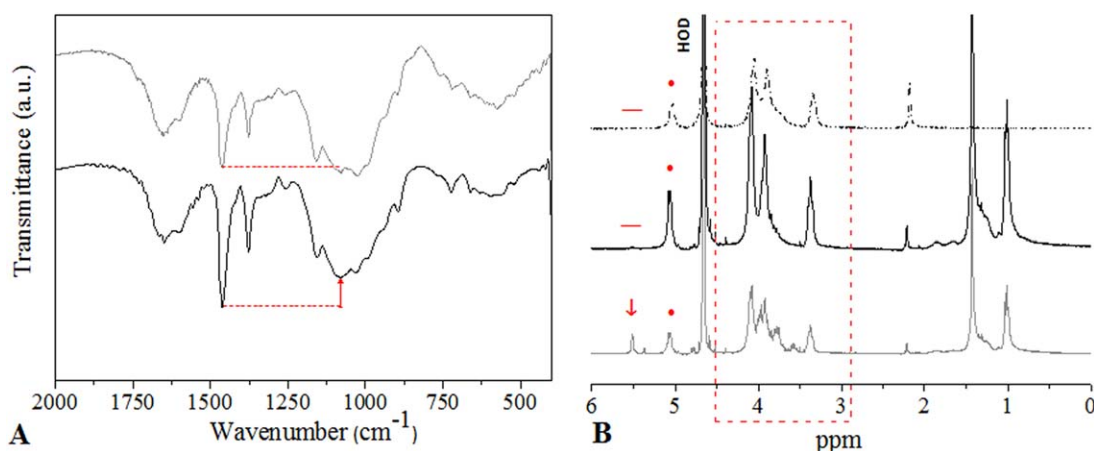 Transmittance (a.u.)
2000 1750 1500 1250 1000 750 500
Wavenumber (cm-1)
A
HOD
6 5 4 3 2 1 0
ppm
B